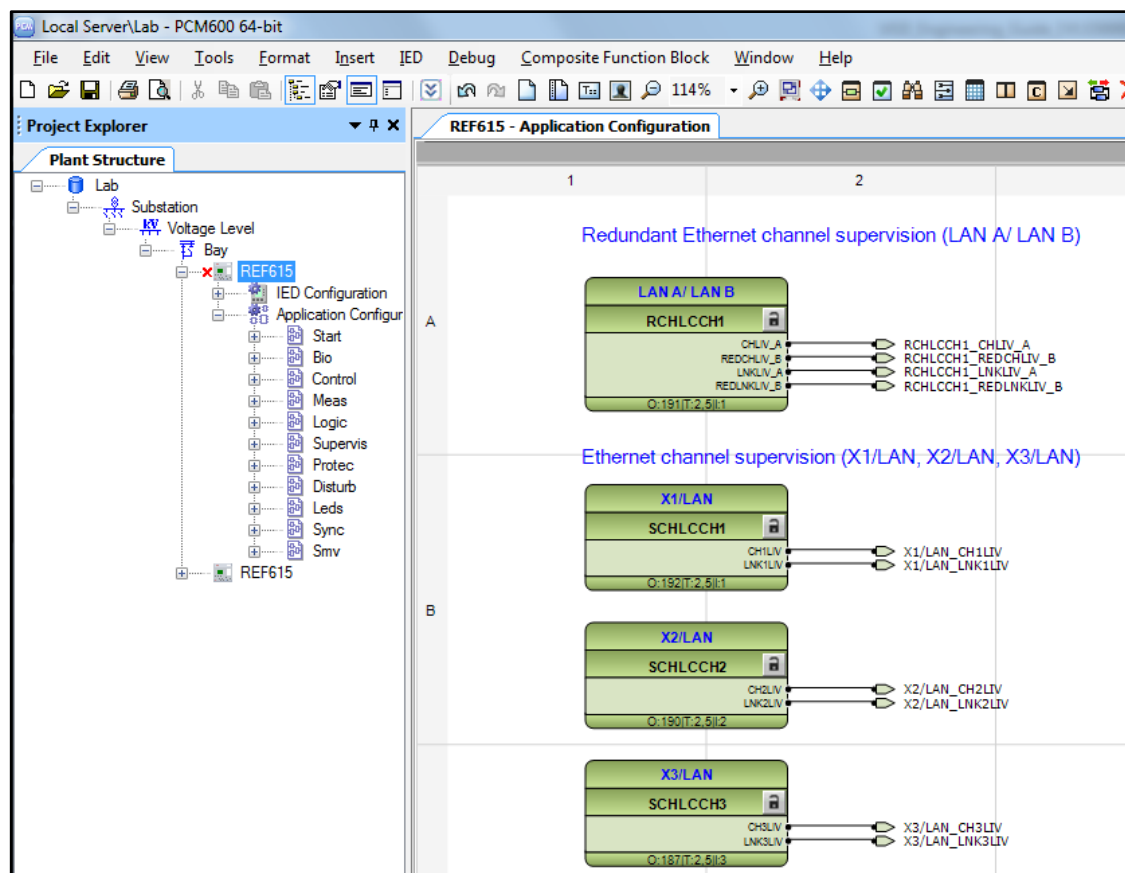 Local Server\Lab - PCM600 64-bit
File Edit View Tools Format Insert IED Debug Composite Function Block Window Help
114%
Project Explorer
Plant Structure
Lab
Substation
Voltage Level
Bay
REF615
IED Configuration
Application Configur
Start
Bio
Control
Meas
Logic
Supervis
Protec
Disturb
Leds
Sync
Smv
REF615
REF615 - Application Configuration
1 2
A
Redundant Ethernet channel supervision (LAN A/ LAN B)
LAN A/ LAN B
RCHLCCH1
CHLIV_A RCHLCCH1_CHLIV_A
REDCHLIV_B RCHLCCH1_REDCHLIV_B
LNKLIV_A RCHLCCH1_LNKLIV_A
REDLNKLIV_B RCHLCCH1_REDLNKLIV_B
O:191|T:2,5|I:1
Ethernet channel supervision (X1/LAN, X2/LAN, X3/LAN)
B
X1/LAN
SCHLCCH1
CH1LIV X1/LAN_CH1LIV
LNK1LIV X1/LAN_LNK1LIV
O:192|T:2,5|I:1
X2/LAN
SCHLCCH2
CH2LIV X2/LAN_CH2LIV
LNK2LIV X2/LAN_LNK2LIV
O:190|T:2,5|I:2
X3/LAN
SCHLCCH3
CH3LIV X3/LAN_CH3LIV
LNK3LIV X3/LAN_LNK3LIV
O:187|T:2,5|I:3